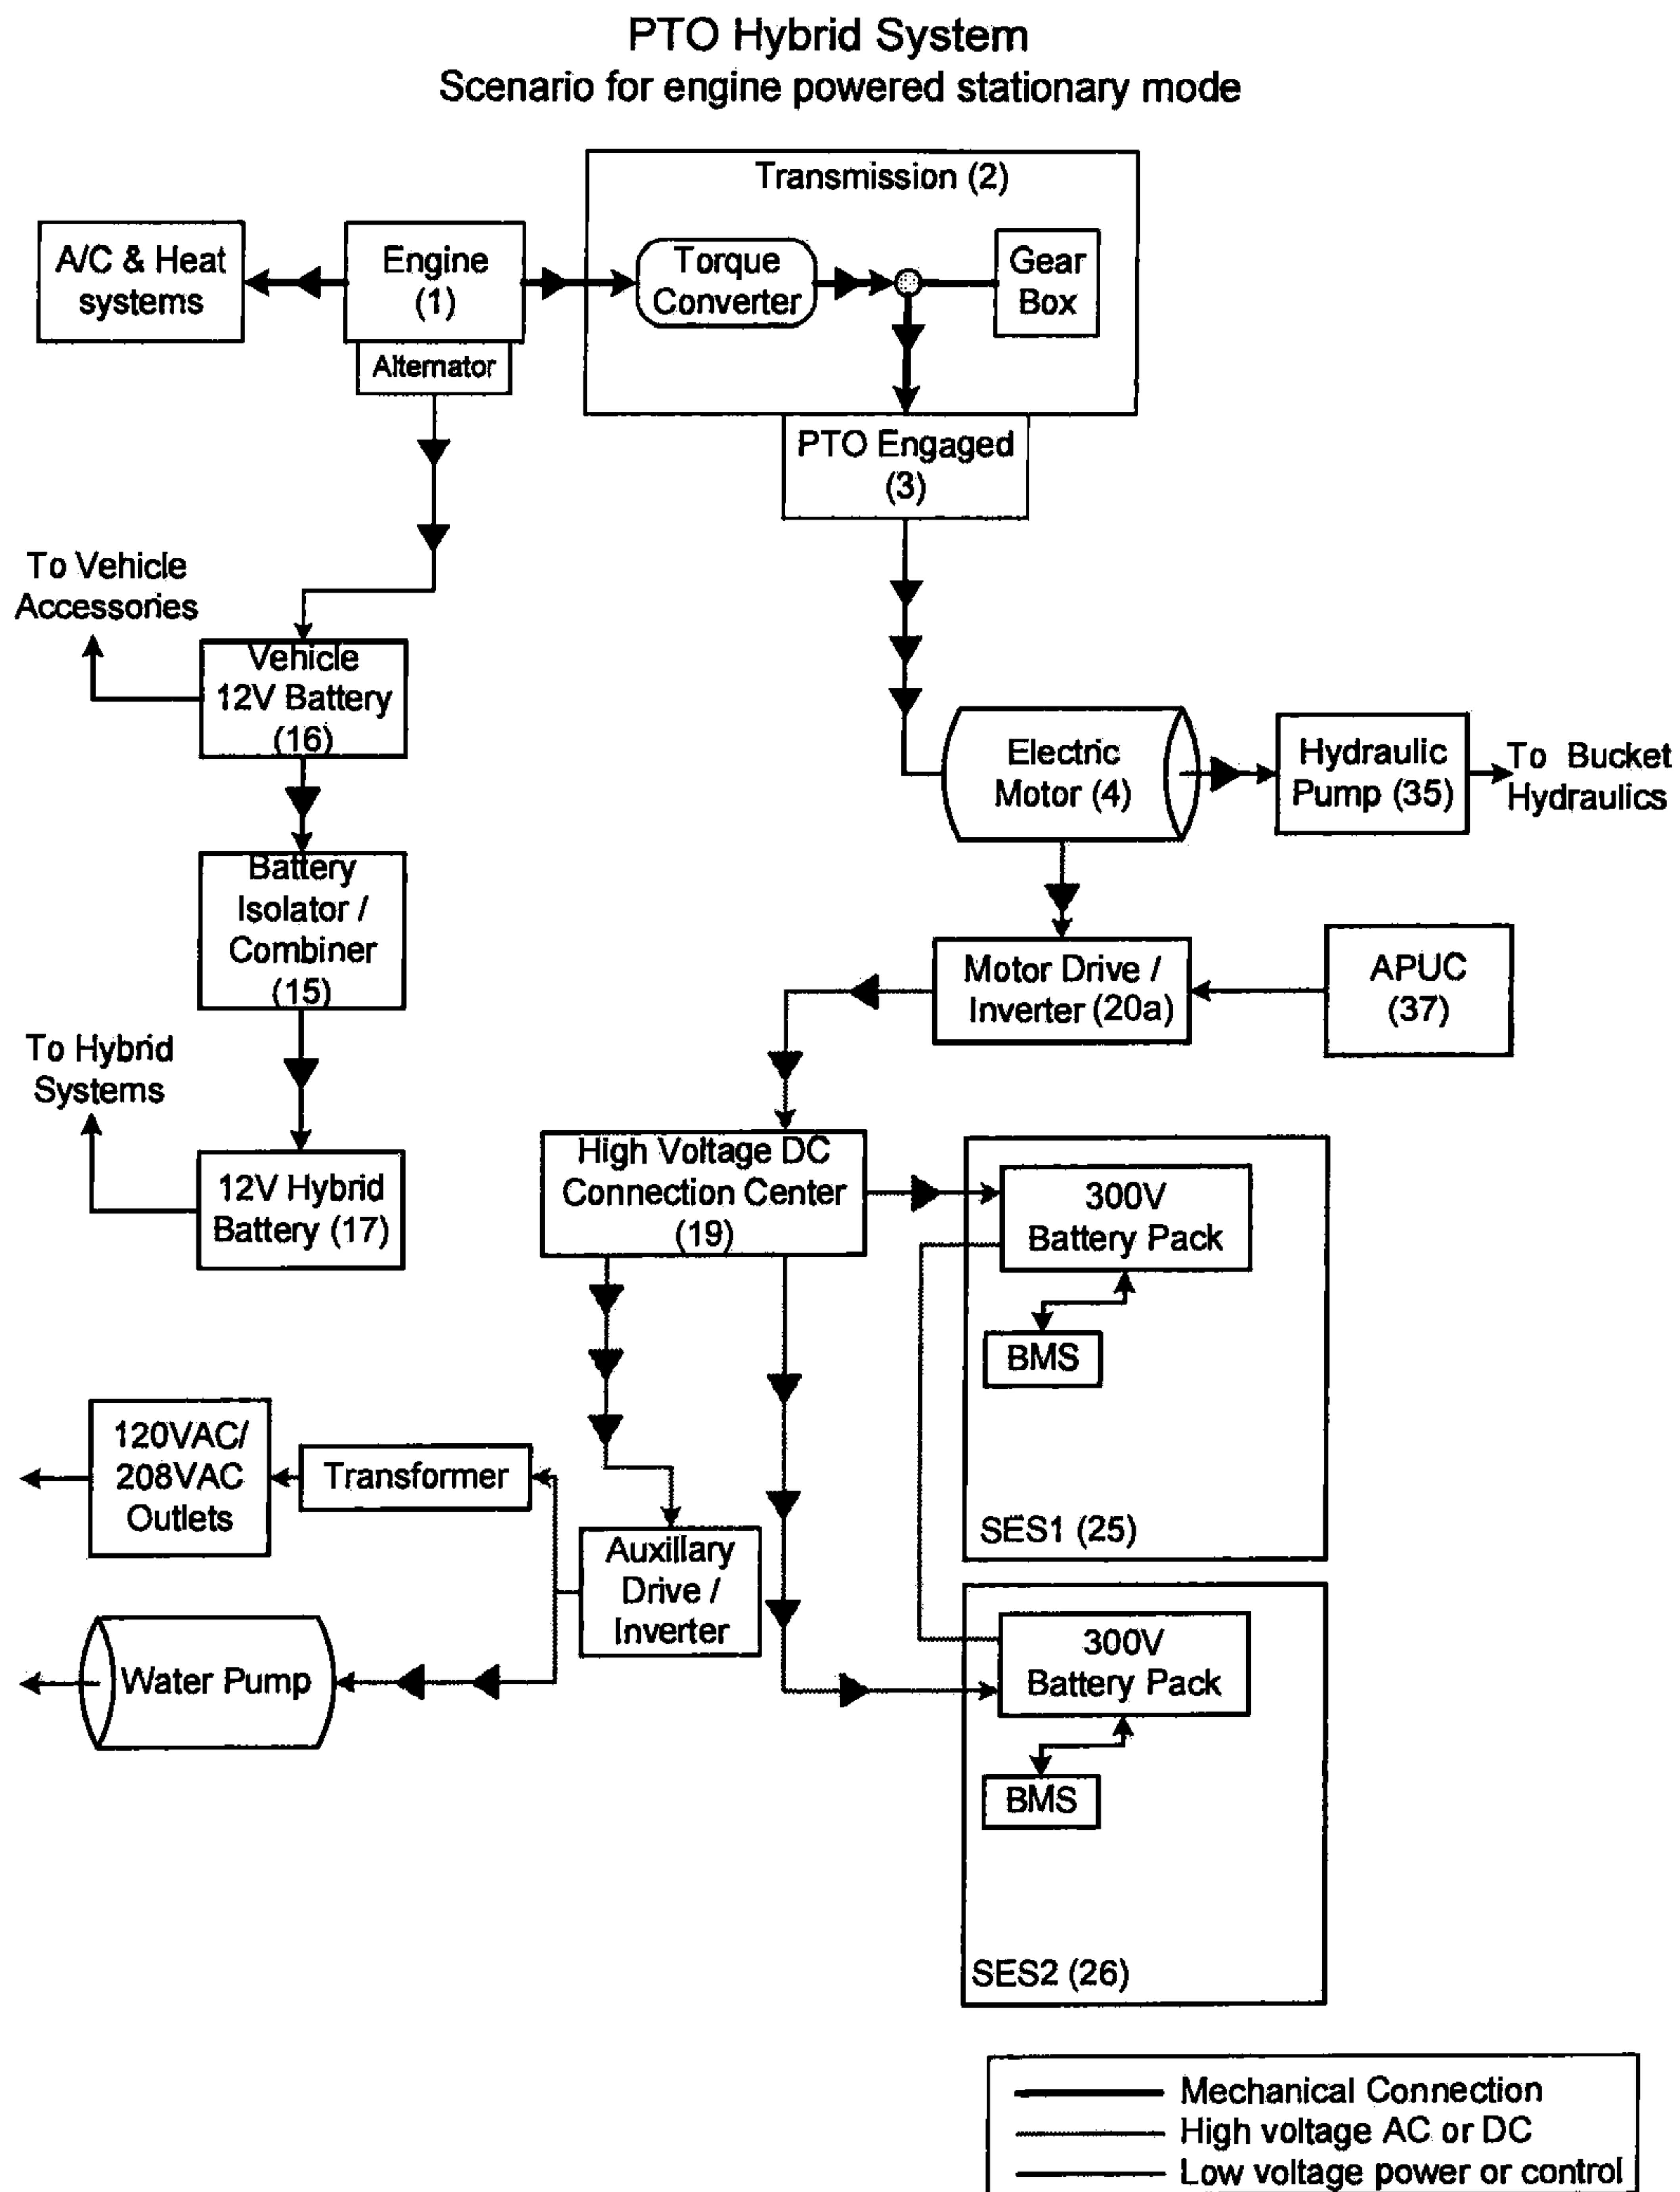 PTO Hybrid System
Scenario for engine powered stationary mode
Transmission (2)
A/C & Heat
systems
Engine
(1)
Torque
Converter
Gear
Box
Alternator
PTO Engaged
(3)
To Vehicle
Accessories
Vehicle
12V Battery
(16)
Electric
Motor (4)
Hydraulic
Pump (35)
To Bucket
Hydraulics
Battery
Isolator /
Combiner
(15)
Motor Drive /
Inverter (20a)
APUC
(37)
To Hybrid
Systems
12V Hybrid
Battery (17)
High Voltage DC
Connection Center
(19)
300V
Battery Pack
BMS
SES1 (25)
120VAC/
208VAC
Outlets
Transformer
Auxillary
Drive /
Inverter
Water Pump
300V
Battery Pack
BMS
SES2 (26)
Mechanical Connection
High voltage AC or DC
Low voltage power or control